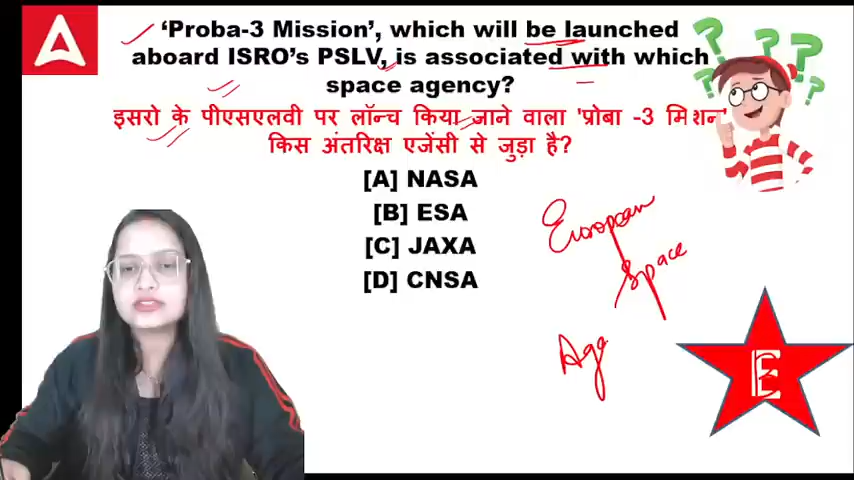 A
‘Proba-3 Mission’, which will be launched
aboard ISRO’s PSLV, is associated with which
space agency?
इसरो के पीएसएलवी पर लॉन्च किया जाने वाला 'प्रोबा -3 मिशन'
किस अंतरिक्ष एजेंसी से जुड़ा है?
[A] NASA
[B] ESA
[C] JAXA
[D] CNSA
European
Space
Age
E